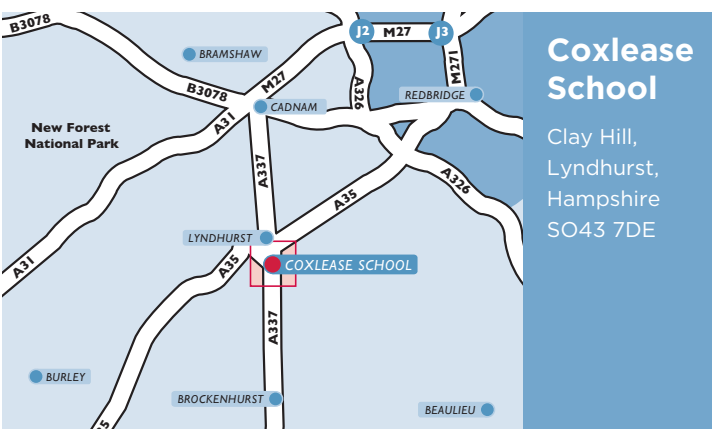 B3078
J2
M27
J3
BRAMSHAW
M27
M271
B3078
A326
REDBRIDGE
CADNAM
A31
New Forest
National Park
A337
A326
A35
LYNDHURST
A31
A35
COXLEASE SCHOOL
A337
BURLEY
BROCKENHURST
BEAULIEU
Coxlease
School
Clay Hill,
Lyndhurst,
Hampshire
SO43 7DE